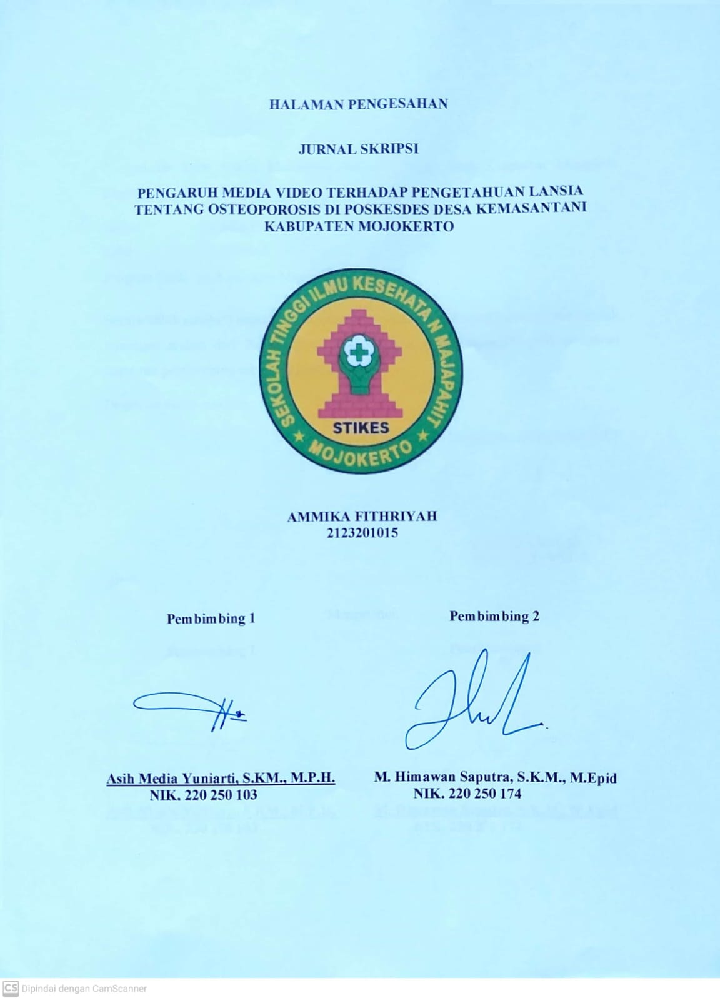 HALAMAN PENGESAHAN
JURNAL SKRIPSI
PENGARUH MEDIA VIDEO TERHADAP PENGETAHUAN LANSIA
TENTANG OSTEOPOROSIS DI POSKESDES DESA KEMASANTANI
KABUPATEN MOJOKERTO
SEKOLAH TINGGI ILMU KESEHATAN MAJAPAHIT
STIKES
MOJOKERTO
AMMIKA FITHRIYAH
2123201015
Pembimbing 1
Pembimbing 2
Asih Media Yuniarti, S.KM., M.P.H.
NIK. 220 250 103
M. Himawan Saputra, S.K.M., M.Epid
NIK. 220 250 174
CS Dipindai dengan CamScanner